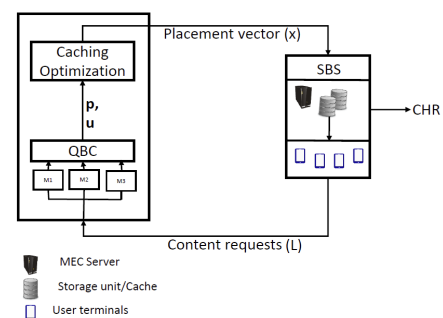 Placement vector (x)
Caching
Optimization
SBS
CHR
p,
u
QBC
M1 M2 M3
Content requests (L)
MEC Server
Storage unit/Cache
User terminals